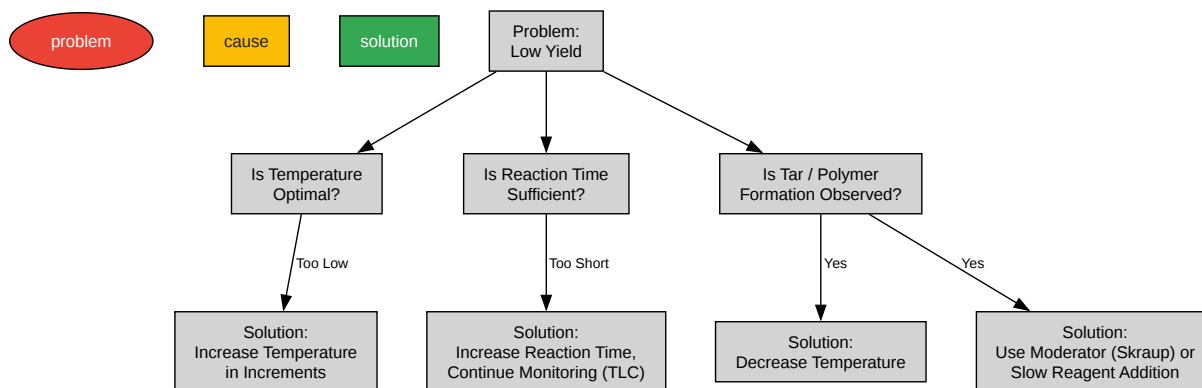 problem
cause
solution
Problem:
Low Yield
Is Temperature
Optimal?
Is Reaction Time
Sufficient?
Is Tar / Polymer
Formation Observed?
Too Low
Too Short
Yes
Yes
Solution:
Increase Temperature
in Increments
Solution:
Increase Reaction Time,
Continue Monitoring (TLC)
Solution:
Decrease Temperature
Solution:
Use Moderator (Skraup) or
Slow Reagent Addition